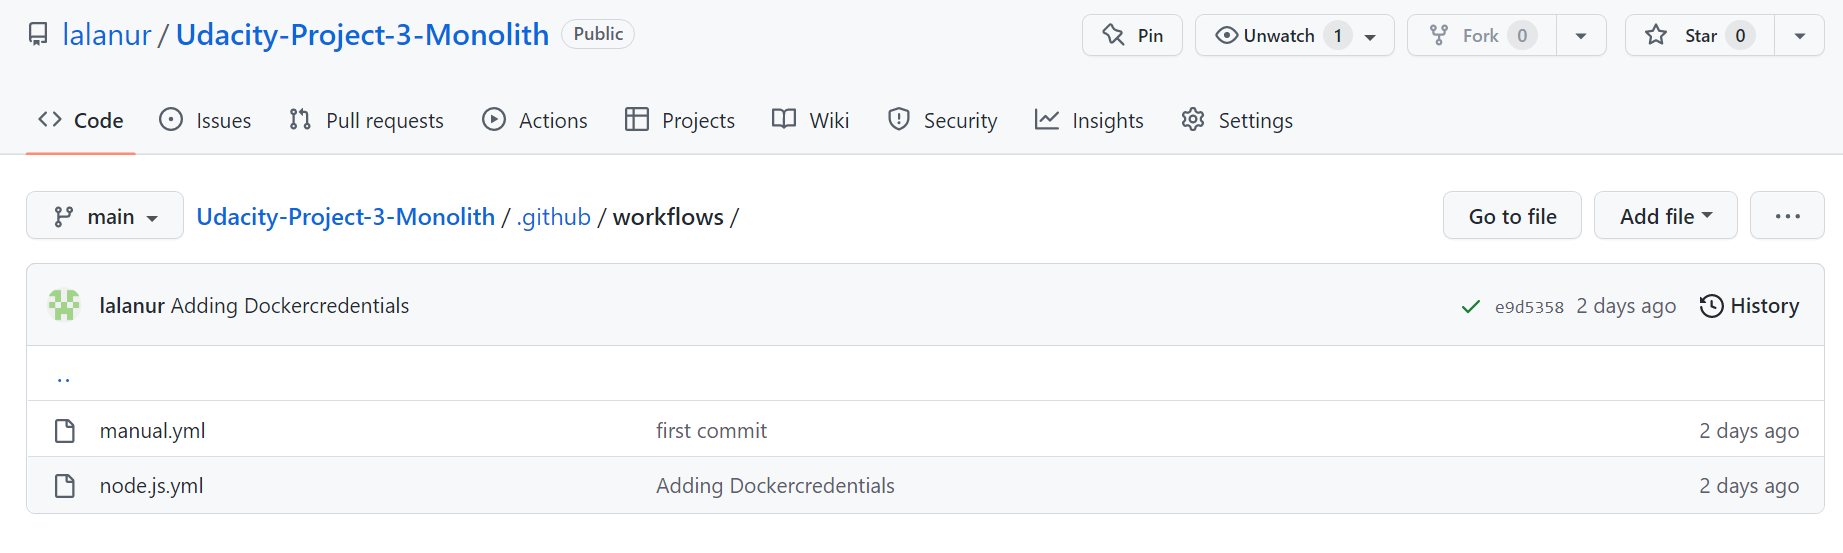 lalanur / Udacity-Project-3-Monolith Public Pin Unwatch 1 Fork 0 Star 0
Code Issues Pull requests Actions Projects Wiki Security Insights Settings
main Udacity-Project-3-Monolith / .github / workflows / Go to file Add file ...
lalanur Adding Dockercredentials e9d5358 2 days ago History
..
manual.yml first commit 2 days ago
node.js.yml Adding Dockercredentials 2 days ago